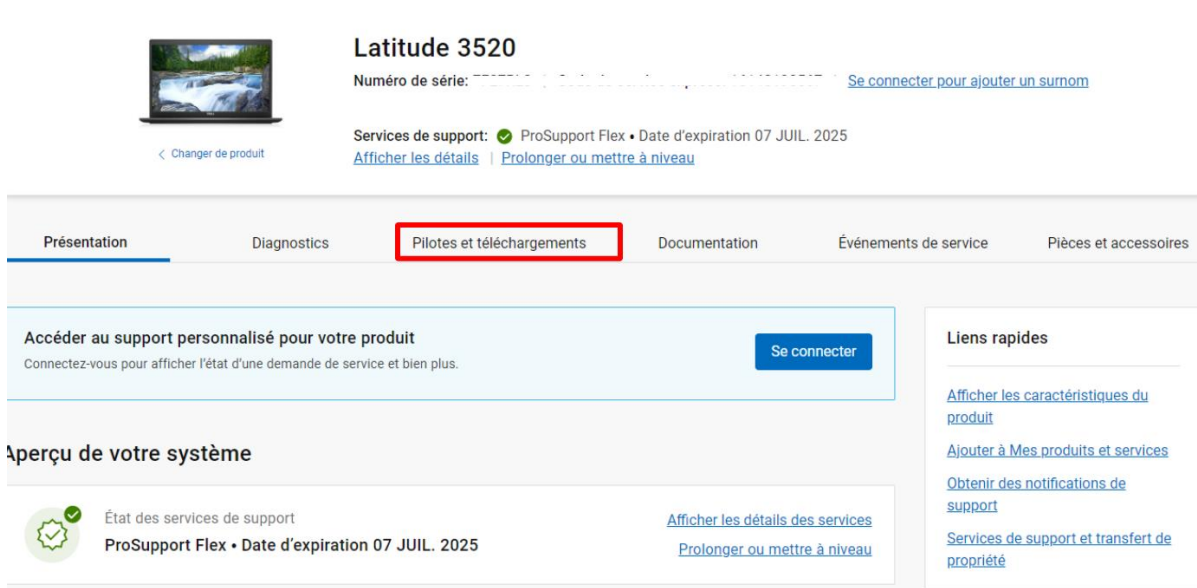 Latitude 3520
Numéro de série:
Se connecter pour ajouter un surnom
Services de support: ProSupport Flex • Date d'expiration 07 JUIL. 2025
< Changer de produit
Afficher les détails | Prolonger ou mettre à niveau
Présentation
Diagnostics
Pilotes et téléchargements
Documentation
Événements de service
Pièces et accessoires
Accéder au support personnalisé pour votre produit
Connectez-vous pour afficher l'état d'une demande de service et bien plus.
Se connecter
Aperçu de votre système
État des services de support
ProSupport Flex • Date d'expiration 07 JUIL. 2025
Afficher les détails des services
Prolonger ou mettre à niveau
Liens rapides
Afficher les caractéristiques du
produit
Ajouter à Mes produits et services
Obtenir des notifications de
support
Services de support et transfert de
propriété